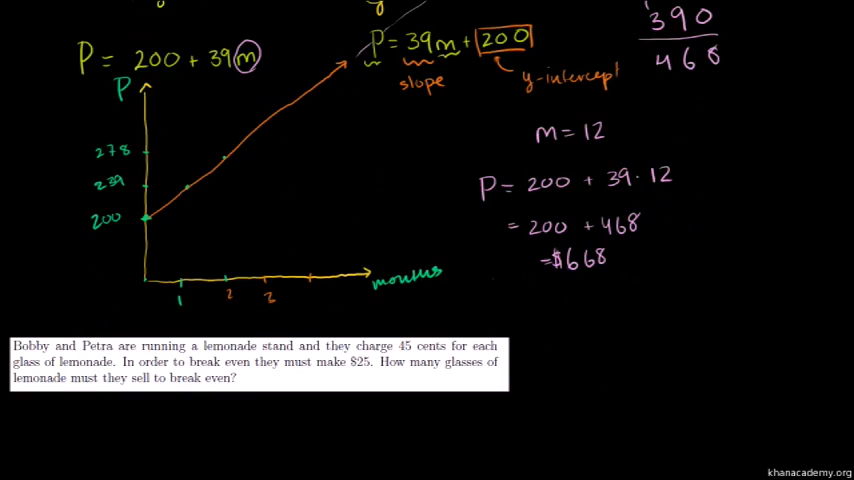 y
390
468
P = 200 + 39m
P = 39m + 200
slope
y-intercept
P
278
239
200
1 2 3
months
m = 12
P = 200 + 39 · 12
= 200 + 468
= $668
Bobby and Petra are running a lemonade stand and they charge 45 cents for each
glass of lemonade. In order to break even they must make $25. How many glasses of
lemonade must they sell to break even?
khanacademy.org